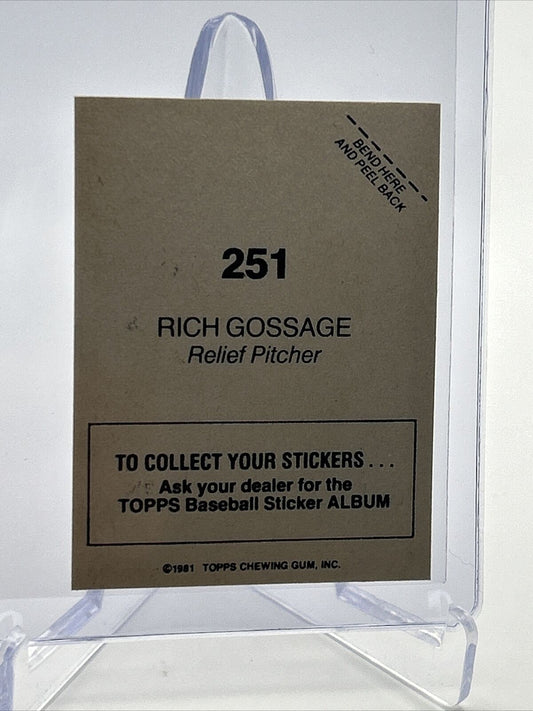 BEND HERE
AND PEEL BACK
251
RICH GOSSAGE
Relief Pitcher
TO COLLECT YOUR STICKERS...
Ask your dealer for the
TOPPS Baseball Sticker ALBUM
©1981 TOPPS CHEWING GUM, INC.